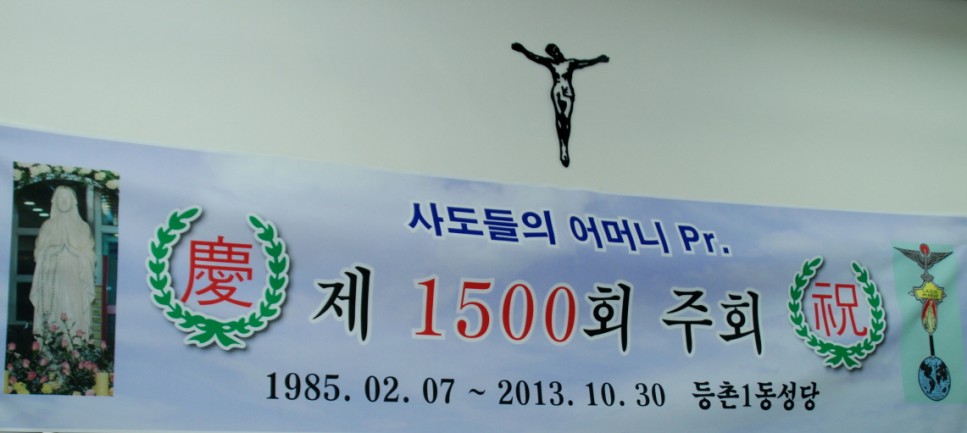 사도들의 어머니 Pr.
慶 제 1500회 주회 祝
1985. 02. 07 ~ 2013. 10. 30 등촌1동성당